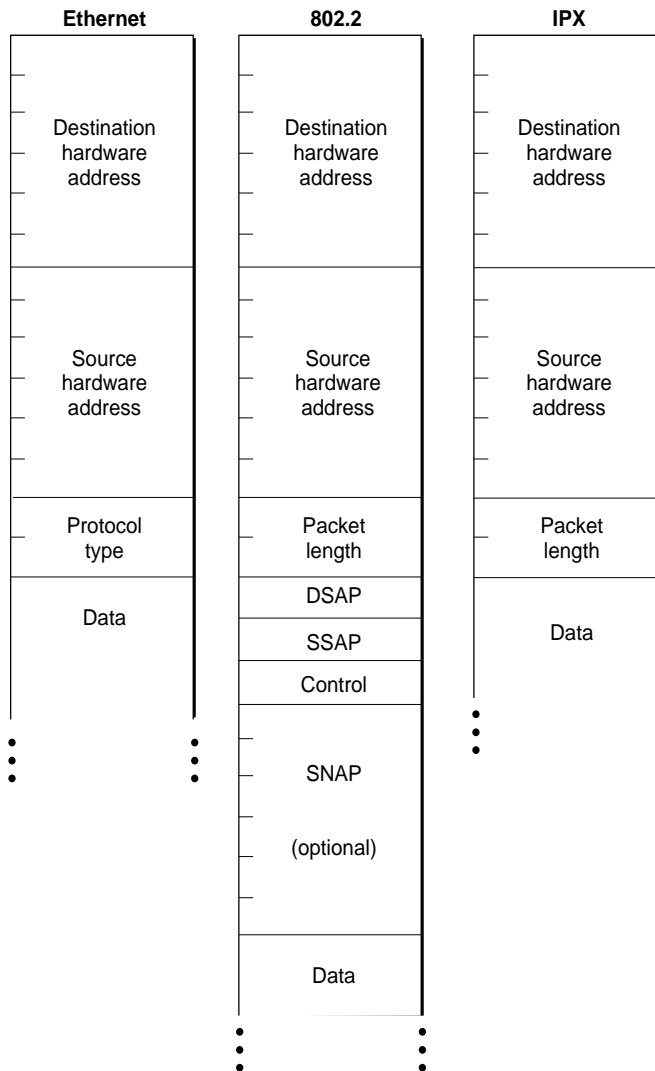 Ethernet
Destination
hardware
address
Source
hardware
address
Protocol
type
Data
802.2
Destination
hardware
address
Source
hardware
address
Packet
length
DSAP
SSAP
Control
SNAP
(optional)
Data
IPX
Destination
hardware
address
Source
hardware
address
Packet
length
Data